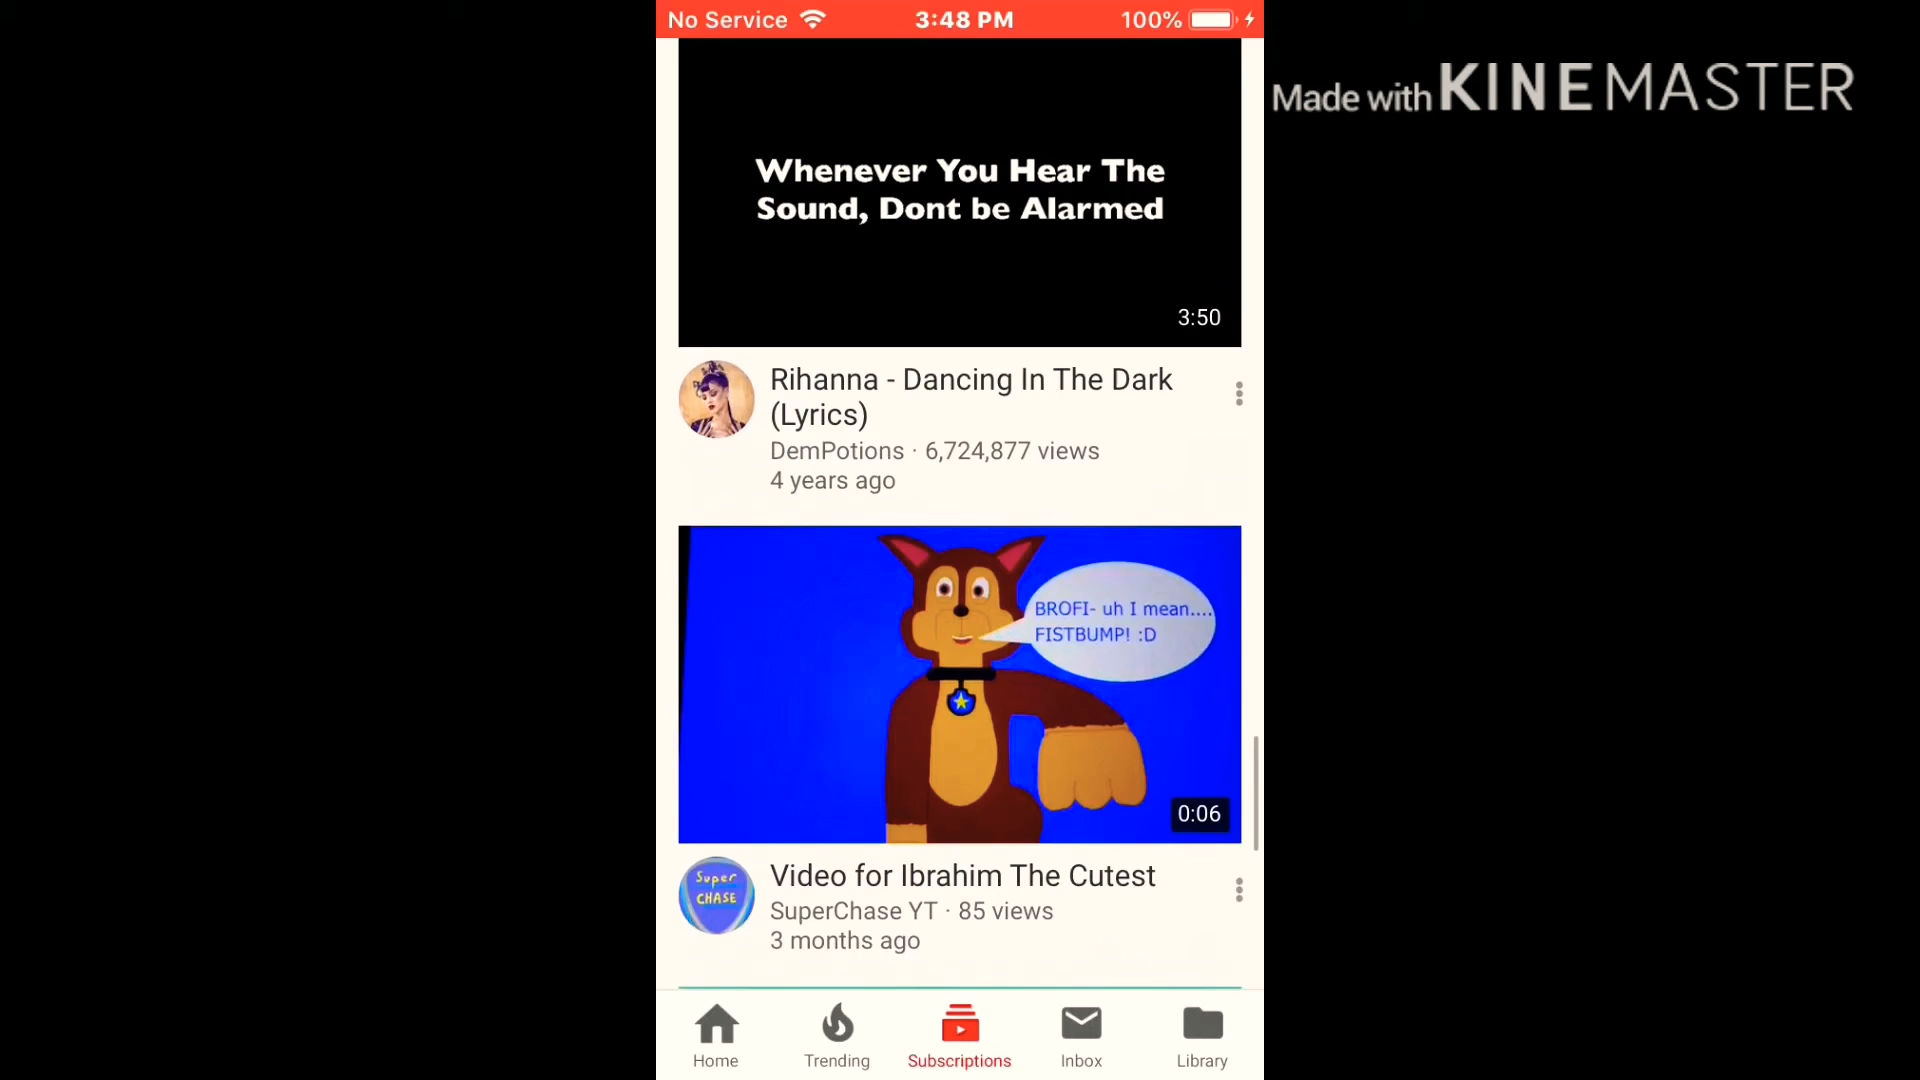 No Service
3:48 PM
100%
Made with KINEMASTER
Whenever You Hear The
Sound, Dont be Alarmed
3:50
Rihanna - Dancing In The Dark
(Lyrics)
DemPotions · 6,724,877 views
4 years ago
BROFI- uh I mean....
FISTBUMP! :D
0:06
Super
CHASE
Video for Ibrahim The Cutest
SuperChase YT · 85 views
3 months ago
Home
Trending
Subscriptions
Inbox
Library